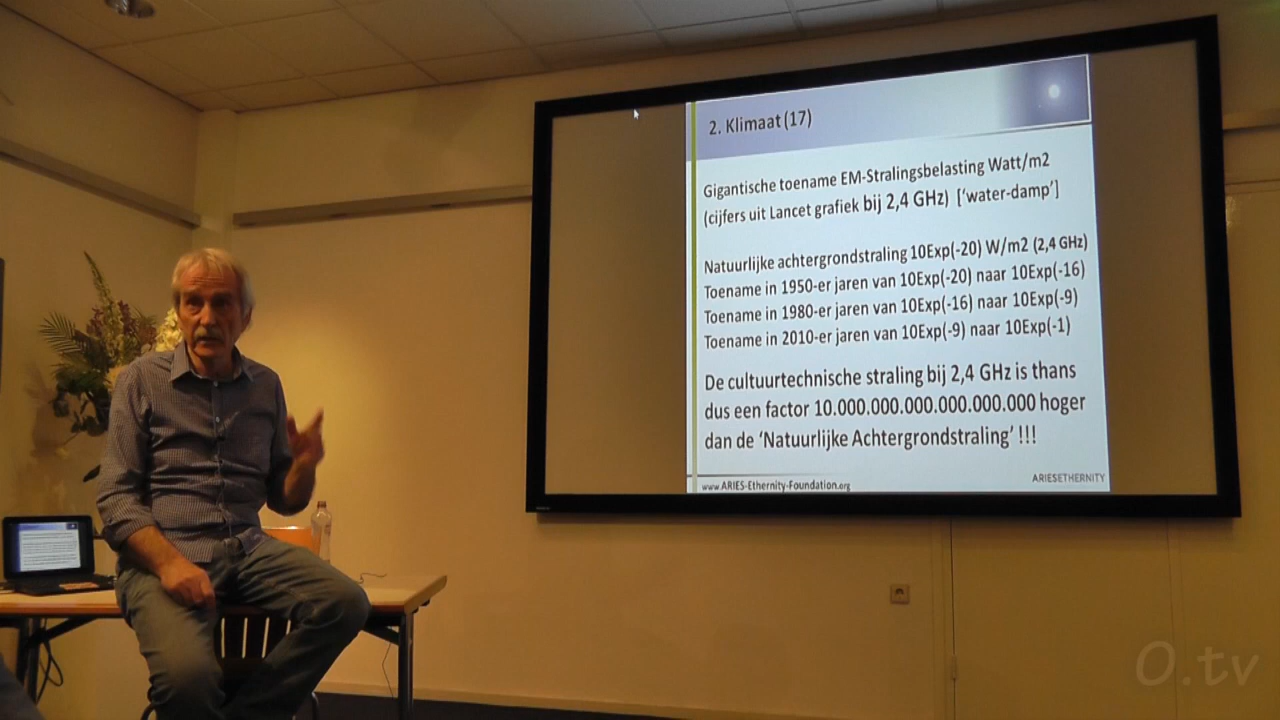 2. Klimaat (17)
Gigantische toename EM-Stralingsbelasting Watt/m2
(cijfers uit Lancet grafiek bij 2,4 GHz) ['water-damp']
Natuurlijke achtergrondstraling 10Exp(-20) W/m2 (2,4 GHz)
Toename in 1950-er jaren van 10Exp(-20) naar 10Exp(-16)
Toename in 1980-er jaren van 10Exp(-16) naar 10Exp(-9)
Toename in 2010-er jaren van 10Exp(-9) naar 10Exp(-1)
De cultuurtechnische straling bij 2,4 GHz is thans
dus een factor 10.000.000.000.000.000.000 hoger
dan de 'Natuurlijke Achtergrondstraling' !!!
www.ARIES-Ethernity-Foundation.org
ARIESETHERNITY
O.tv